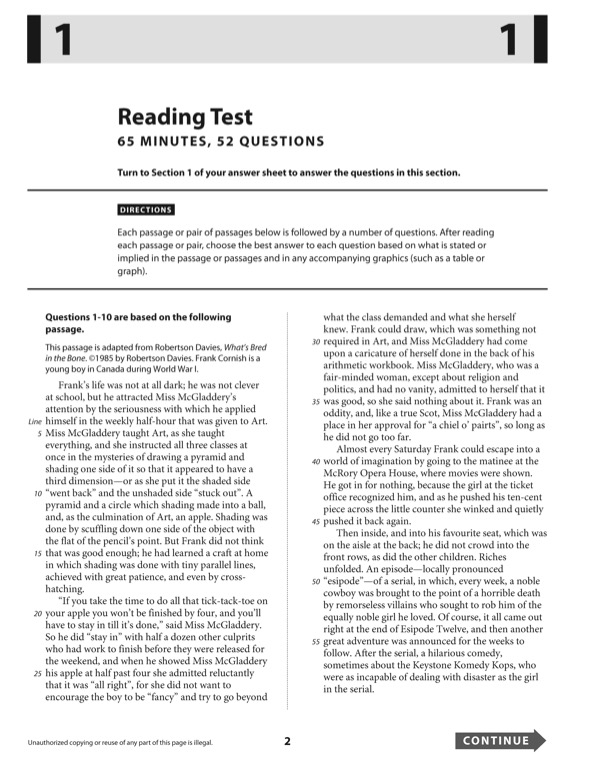 1 1
Reading Test
65 MINUTES, 52 QUESTIONS
Turn to Section 1 of your answer sheet to answer the questions in this section.
DIRECTIONS
Each passage or pair of passages below is followed by a number of questions. After reading
each passage or pair, choose the best answer to each question based on what is stated or
implied in the passage or passages and in any accompanying graphics (such as a table or
graph).
Questions 1-10 are based on the following
passage.
This passage is adapted from Robertson Davies, What's Bred
in the Bone. ©1985 by Robertson Davies. Frank Cornish is a
young boy in Canada during World War I.
Frank's life was not at all dark; he was not clever
at school, but he attracted Miss McGladdery's
attention by the seriousness with which he applied
Line himself in the weekly half-hour that was given to Art.
5 Miss McGladdery taught Art, as she taught
everything, and she instructed all three classes at
once in the mysteries of drawing a pyramid and
shading one side of it so that it appeared to have a
third dimension—or as she put it the shaded side
10 "went back" and the unshaded side "stuck out". A
pyramid and a circle which shading made into a ball,
and, as the culmination of Art, an apple. Shading was
done by scuffling down one side of the object with
the flat of the pencil's point. But Frank did not think
15 that was good enough; he had learned a craft at home
in which shading was done with tiny parallel lines,
achieved with great patience, and even by cross-
hatching.
"If you take the time to do all that tick-tack-toe on
20 your apple you won't be finished by four, and you'll
have to stay in till it's done," said Miss McGladdery.
So he did "stay in" with half a dozen other culprits
who had work to finish before they were released for
the weekend, and when he showed Miss McGladdery
25 his apple at half past four she admitted reluctantly
that it was "all right", for she did not want to
encourage the boy to be "fancy" and try to go beyond
what the class demanded and what she herself
knew. Frank could draw, which was something not
30 required in Art, and Miss McGladdery had come
upon a caricature of herself done in the back of his
arithmetic workbook. Miss McGladdery, who was a
fair-minded woman, except about religion and
politics, and had no vanity, admitted to herself that it
35 was good, so she said nothing about it. Frank was an
oddity, and, like a true Scot, Miss McGladdery had a
place in her approval for "a chiel o' pairts", so long as
he did not go too far.
Almost every Saturday Frank could escape into a
40 world of imagination by going to the matinee at the
McRory Opera House, where movies were shown.
He got in for nothing, because the girl at the ticket
office recognized him, and as he pushed his ten-cent
piece across the little counter she winked and quietly
45 pushed it back again.
Then inside, and into his favourite seat, which was
on the aisle at the back; he did not crowd into the
front rows, as did the other children. Riches
unfolded. An episode—locally pronounced
50 "esipode"—of a serial, in which, every week, a noble
cowboy was brought to the point of a horrible death
by remorseless villains who sought to rob him of the
equally noble girl he loved. Of course, it all came out
right at the end of Esipode Twelve, and then another
55 great adventure was announced for the weeks to
follow. After the serial, a hilarious comedy,
sometimes about the Keystone Komedy Kops, who
were as incapable of dealing with disaster as the girl
in the serial.
Unauthorized copying or reuse of any part of this page is illegal.
2
CONTINUE